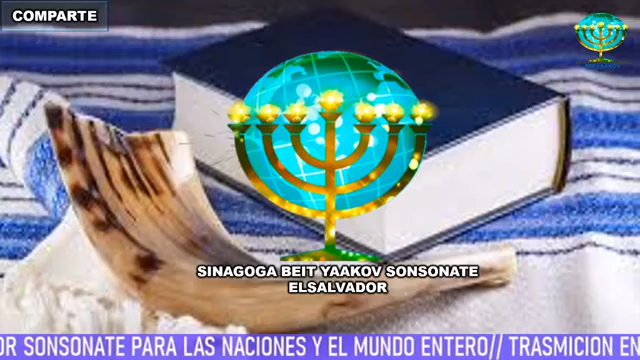 COMPARTE
SINAGOGA BEIT YAAKOV SONSONATE
ELSALVADOR
OR SONSONATE PARA LAS NACIONES Y EL MUNDO ENTERO// TRASMICION EN